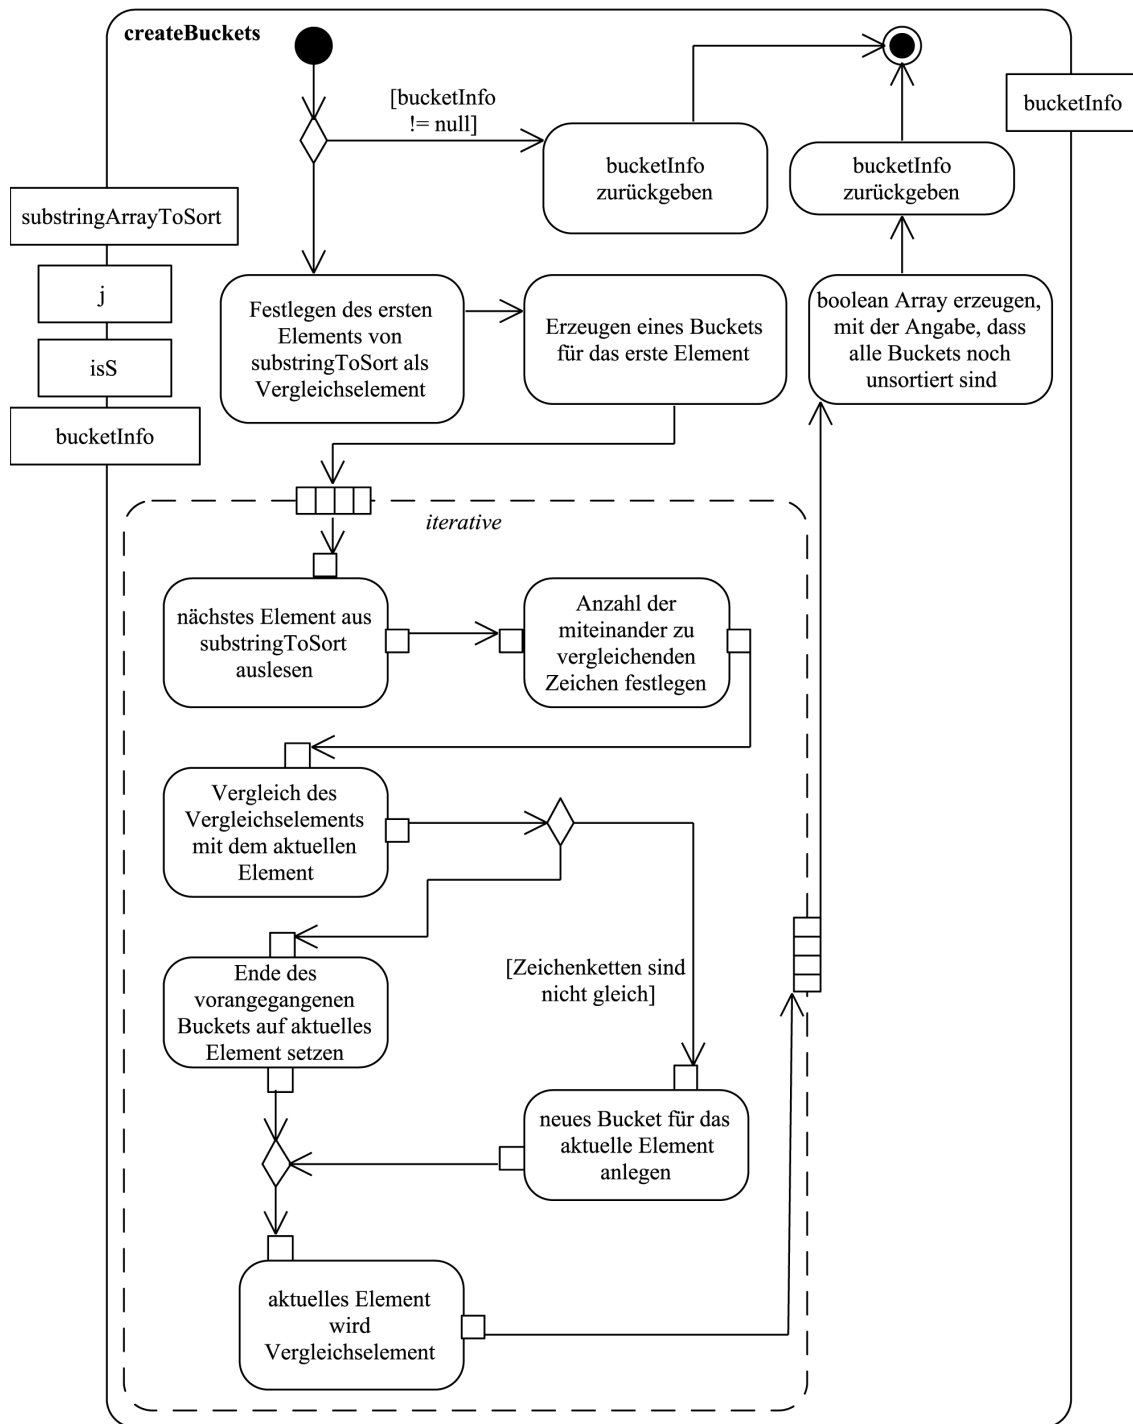 createBuckets
[bucketInfo
!= null]
bucketInfo
bucketInfo
zurückgeben
bucketInfo
zurückgeben
substringArrayToSort
j
isS
bucketInfo
Festlegen des ersten
Elements von
substringToSort als
Vergleichselement
Erzeugen eines Buckets
für das erste Element
boolean Array erzeugen,
mit der Angabe, dass
alle Buckets noch
unsortiert sind
iterative
nächstes Element aus
substringToSort
auslesen
Anzahl der
miteinander zu
vergleichenden
Zeichen festlegen
Vergleich des
Vergleichselements
mit dem aktuellen
Element
Ende des
vorangegangenen
Buckets auf aktuelles
Element setzen
[Zeichenketten sind
nicht gleich]
neues Bucket für das
aktuelle Element
anlegen
aktuelles Element
wird
Vergleichselement